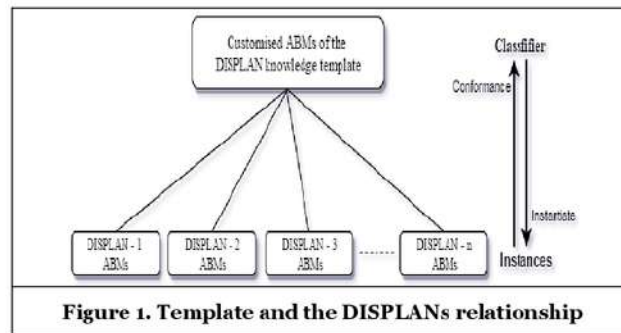 Customised ABMs of the
DISPLAN knowledge template
Classfifier
Conformance
Instantiate
DISPLAN - 1
ABMs
DISPLAN - 2
ABMs
DISPLAN - 3
ABMs
DISPLAN - n
ABMs
Instances
Figure 1. Template and the DISPLANs relationship